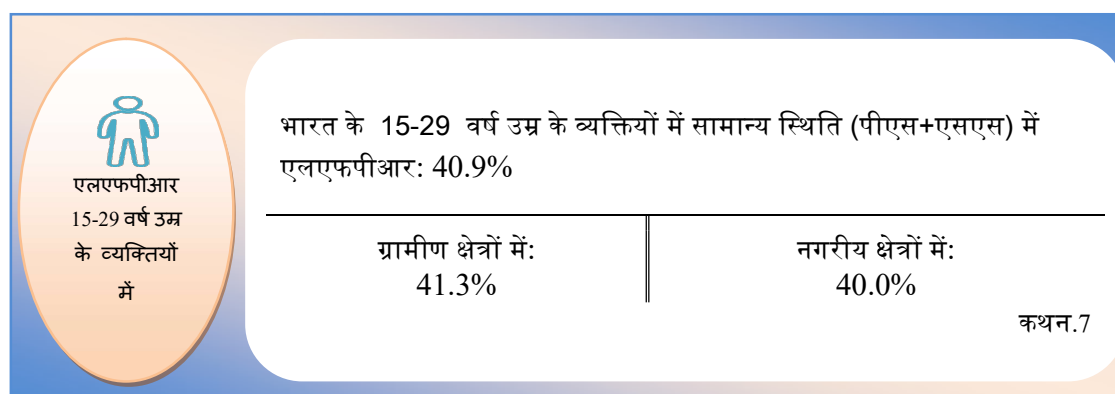 एलएफपीआर
15-29 वर्ष उम्र
के व्यक्तियों
में
भारत के 15-29 वर्ष उम्र के व्यक्तियों में सामान्य स्थिति (पीएस+एसएस) में
एलएफपीआर: 40.9%
ग्रामीण क्षेत्रों में:
41.3%
नगरीय क्षेत्रों में:
40.0%
कथन.7